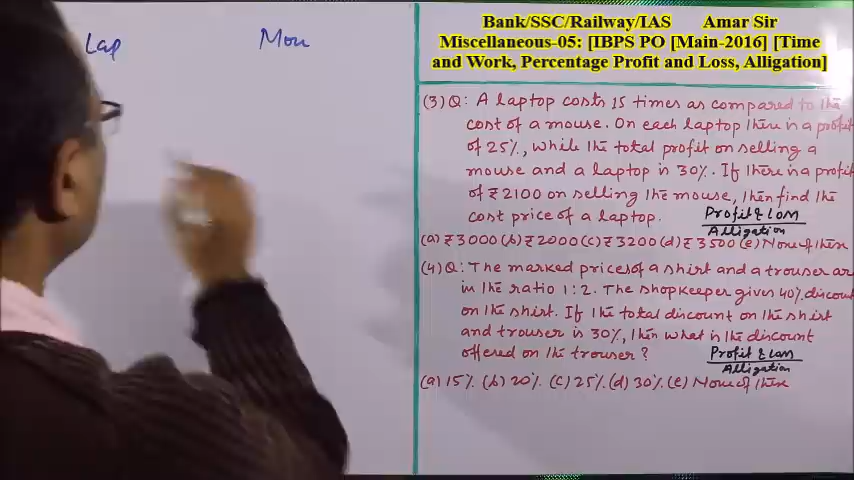 Lap Mou
Bank/SSC/Railway/IAS Amar Sir
Miscellaneous-05: [IBPS PO [Main-2016] [Time
and Work, Percentage Profit and Loss, Alligation]
(3) Q: A laptop costs 15 times as compared to the
cost of a mouse. On each laptop there is a profit
of 25%, while the total profit on selling a
mouse and a laptop is 30%. If there is a profit
of ₹2100 on selling the mouse, then find the
cost price of a laptop. Profit & Loss
Alligation
(a) ₹3000 (b) ₹2000 (c) ₹3200 (d) ₹3500 (e) None of these
(4) Q: The marked prices of a shirt and a trouser ar
in the ratio 1:2. The shopkeeper gives 40% discoun
on the shirt. If the total discount on the shirt
and trouser is 30%, then what is the discount
offered on the trouser? Profit & Loss
Alligation
(a) 15% (b) 20% (c) 25% (d) 30% (e) None of these